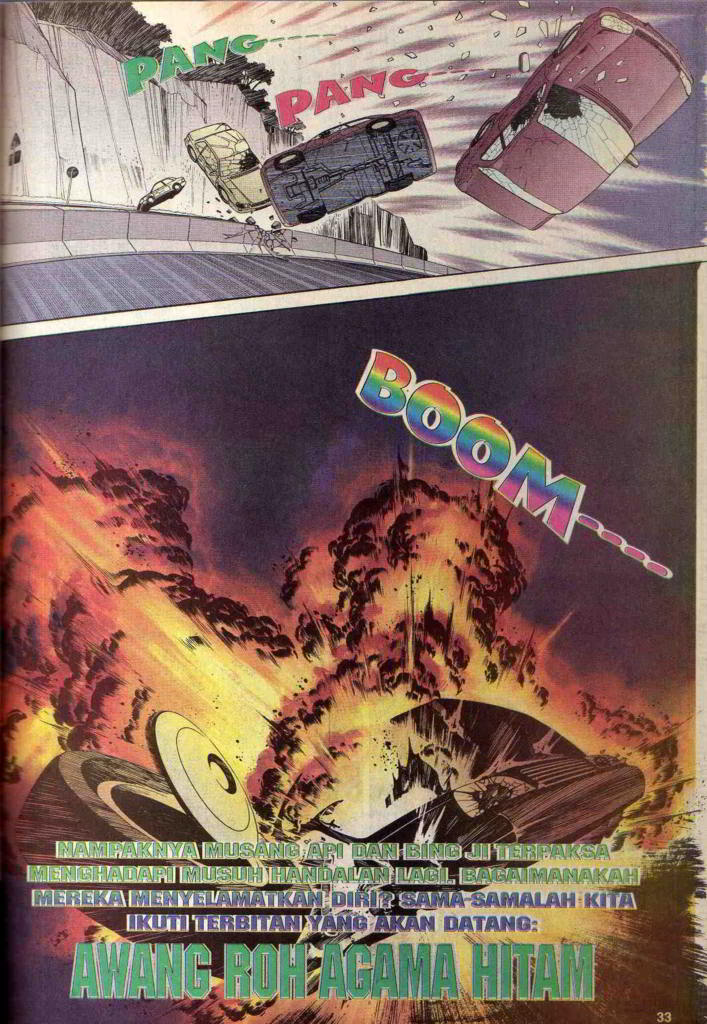 PANG-----
PANG-----
BOOM-----
NAMPAKNYA MUSANG API DAN BING JI TERPAKSA
MENGHADAPI MUSUH HANDALAN LAGI. BAGAIMANAKAH
MEREKA MENYELAMATKAN DIRI? SAMA-SAMALAH KITA
IKUTI TERBITAN YANG AKAN DATANG:
AWANG ROH AGAMA HITAM
33